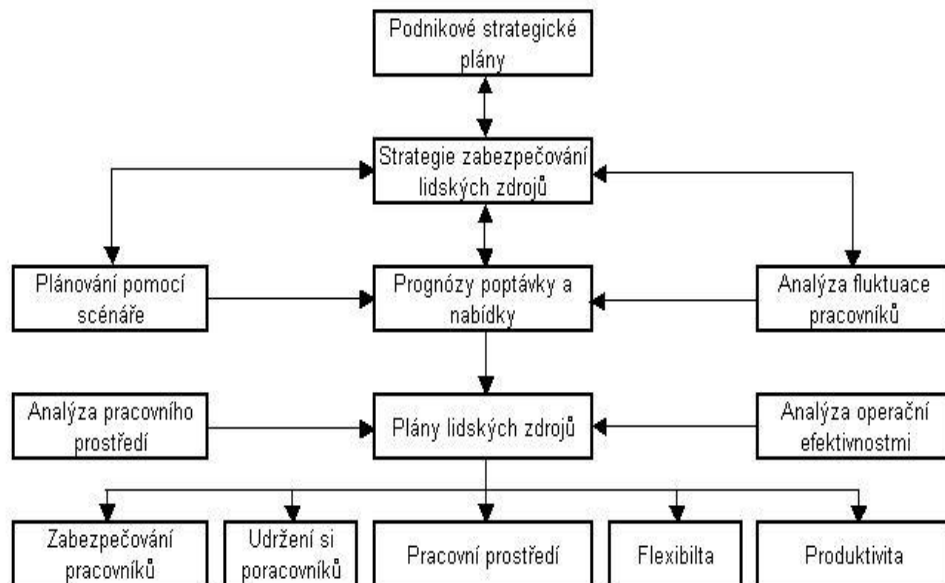 Podnikové strategické
plány
Strategie zabezpečování
lidských zdrojů
Plánování pomocí
scénáře
Prognózy poptávky a
nabídky
Analýza fluktuace
pracovníků
Analýza pracovního
prostředí
Plány lidských zdrojů
Analýza operační
efektivnostmi
Zabezpečování
pracovníků
Udržení si
poracovníků
Pracovní prostředí
Flexibilta
Produktivita